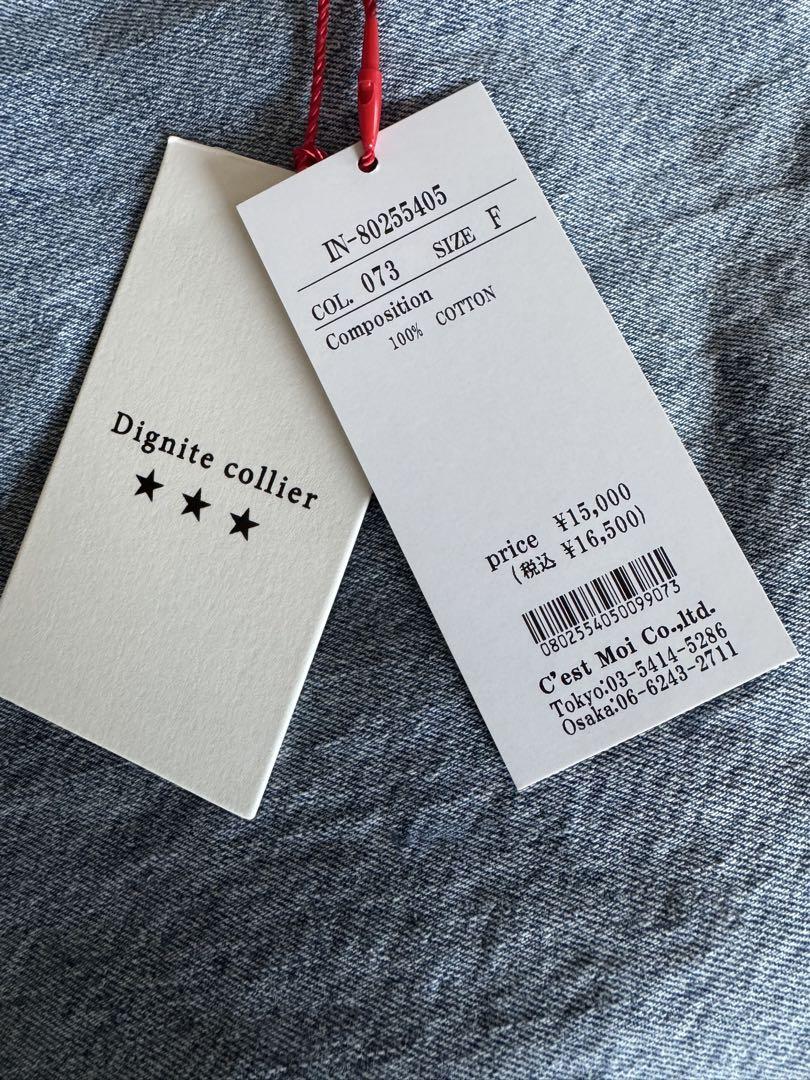 Dignite collier
★ ★ ★
IN-80255405
COL. 073 SIZE F
Composition
100% COTTON
price ¥15,000
(税込 ¥16,500)
0802554050099073
C'est Moi Co.,ltd.
Tokyo:03-5414-5286
Osaka:06-6243-2711